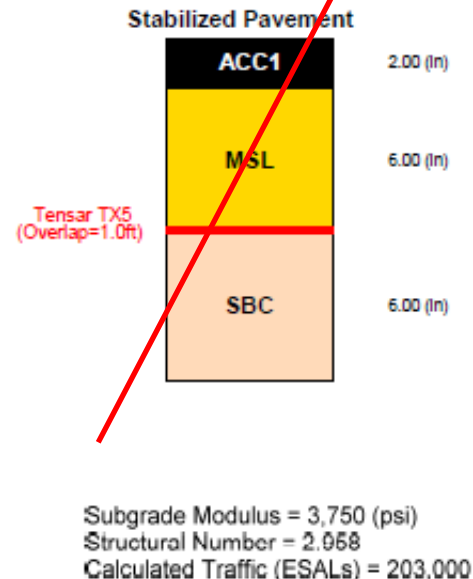 Stabilized Pavement
ACC1 2.00 (in)
MSL 6.00 (in)
Tensar TX5
(Overlap=1.0ft)
SBC 6.00 (in)
Subgrade Modulus = 3,750 (psi)
Structural Number = 2.958
Calculated Traffic (ESALs) = 203,000